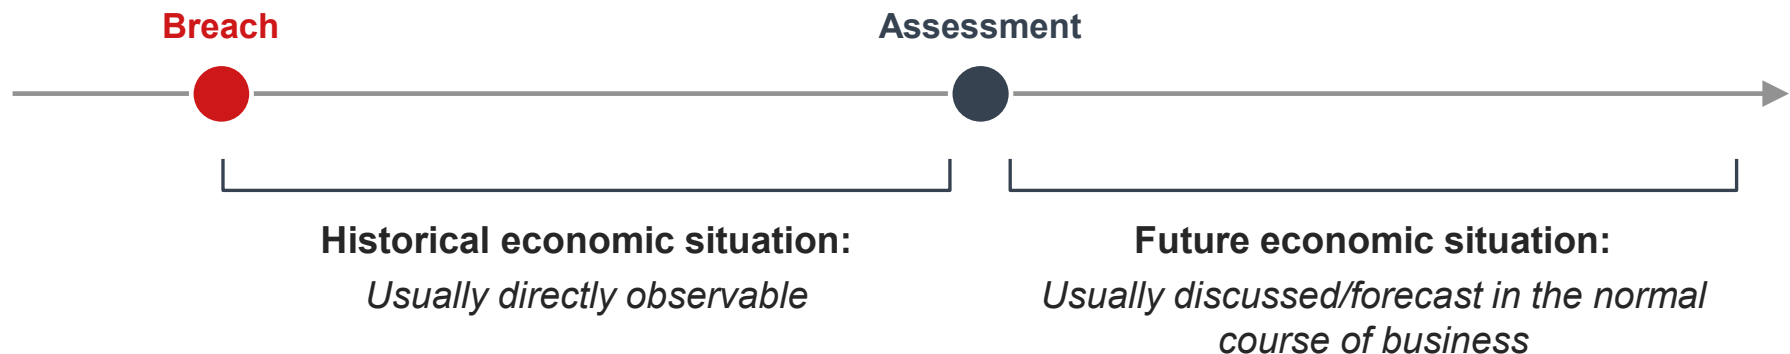 Breach
Assessment
Historical economic situation:
Usually directly observable
Future economic situation:
Usually discussed/forecast in the normal
course of business